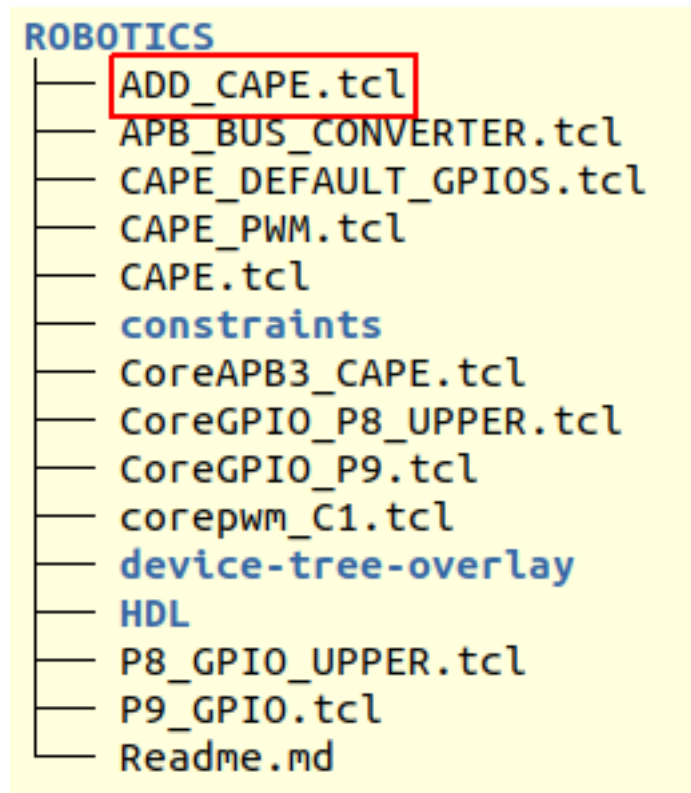 ROBOTICS
ADD_CAPE.tcl
APB_BUS_CONVERTER.tcl
CAPE_DEFAULT_GPIOS.tcl
CAPE_PWM.tcl
CAPE.tcl
constraints
CoreAPB3_CAPE.tcl
CoreGPIO_P8_UPPER.tcl
CoreGPIO_P9.tcl
corepwm_C1.tcl
device-tree-overlay
HDL
P8_GPIO_UPPER.tcl
P9_GPIO.tcl
Readme.md